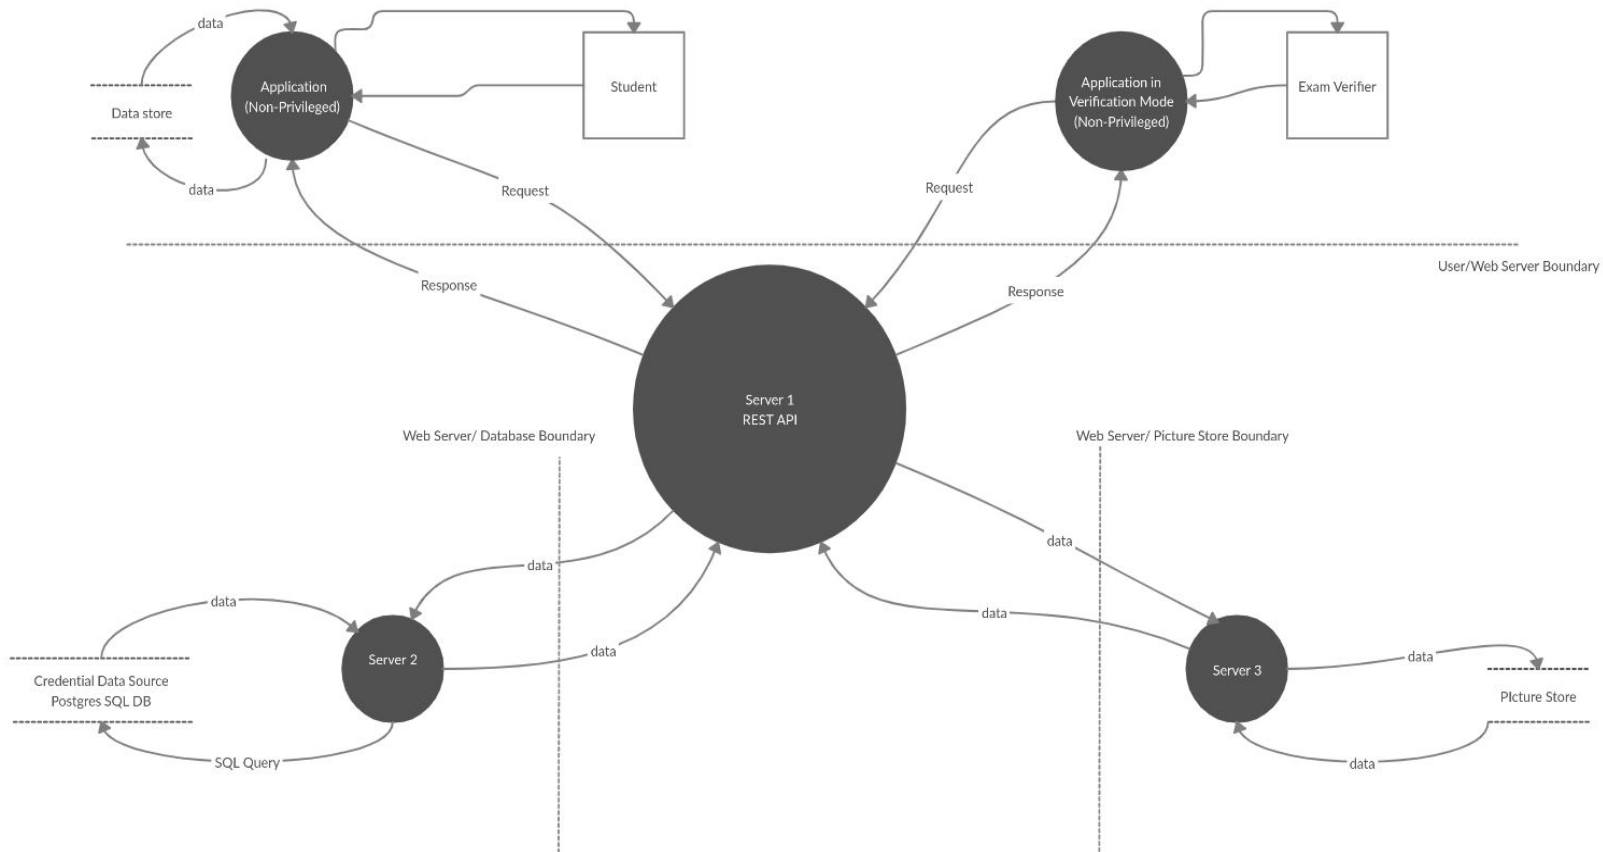 data
Application
(Non-Privileged)
Student
Data store
data
Request
Response
Application in
Verification Mode
(Non-Privileged)
Exam Verifier
Request
Response
User/Web Server Boundary
Server 1
REST API
Web Server/ Database Boundary
Web Server/ Picture Store Boundary
data
data
data
data
data
Server 2
Credential Data Source
Postgres SQL DB
SQL Query
Server 3
data
PIcture Store
data